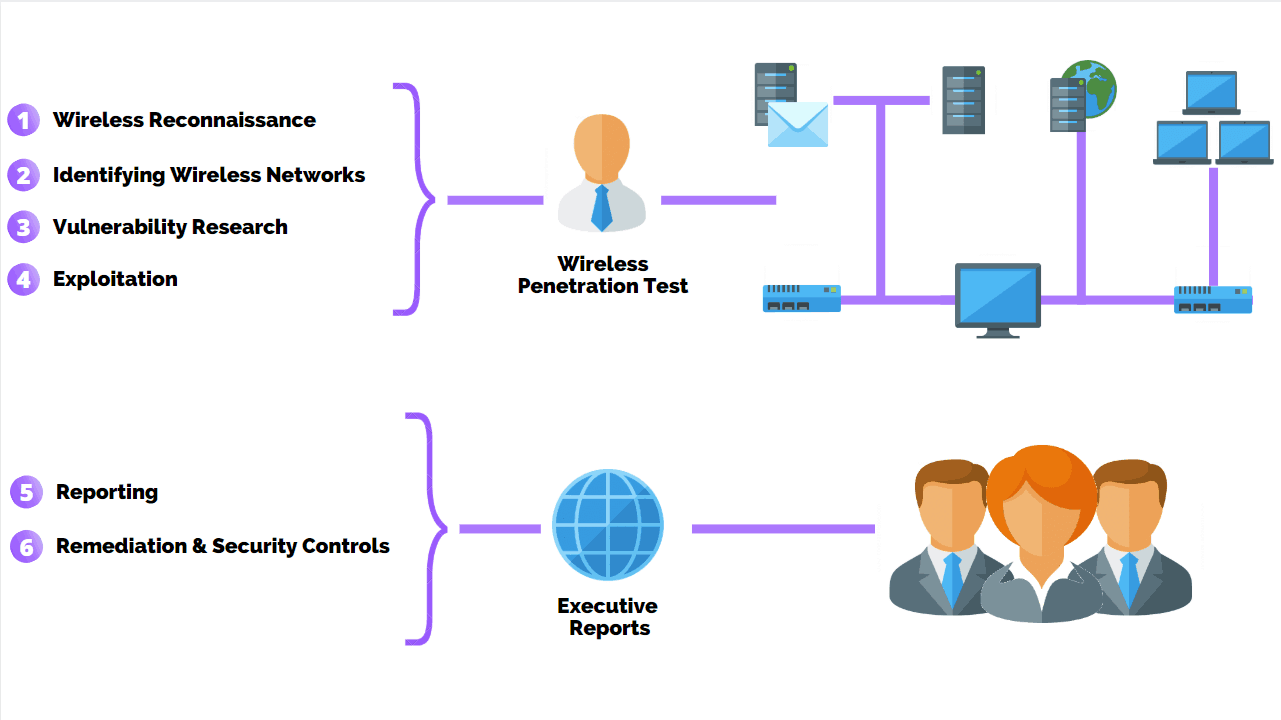 1 Wireless Reconnaissance
2 Identifying Wireless Networks
3 Vulnerability Research
4 Exploitation
Wireless
Penetration Test
5 Reporting
6 Remediation & Security Controls
Executive
Reports